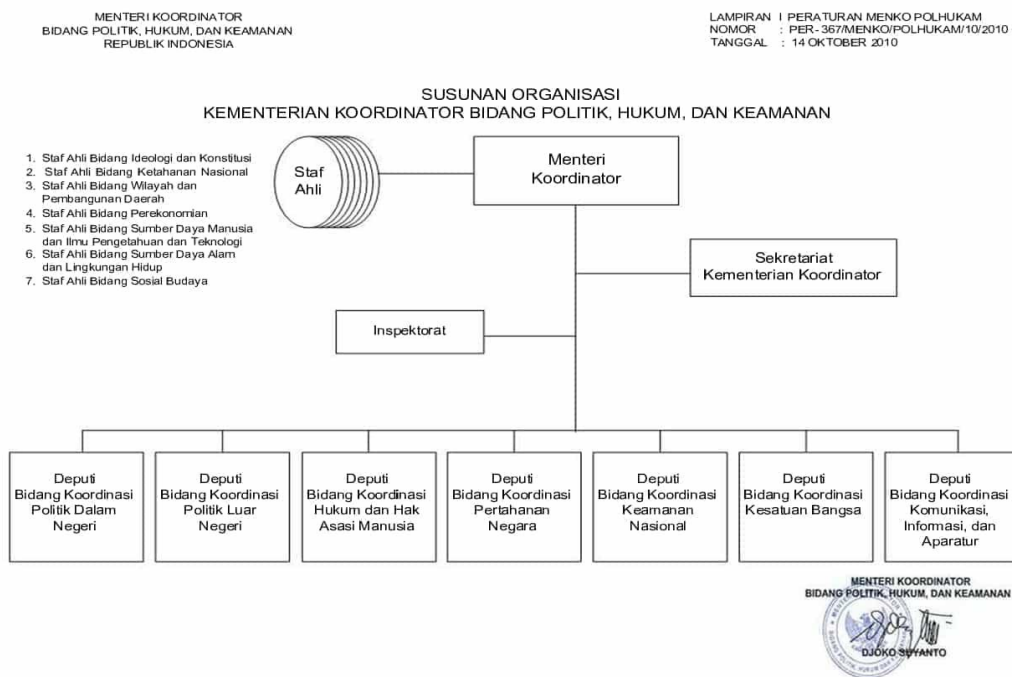 MENTERI KOORDINATOR
BIDANG POLITIK, HUKUM, DAN KEAMANAN
REPUBLIK INDONESIA
LAMPIRAN I PERATURAN MENKO POLHUKAM
NOMOR : PER-367/MENKO/POLHUKAM/10/2010
TANGGAL : 14 OKTOBER 2010
SUSUNAN ORGANISASI
KEMENTERIAN KOORDINATOR BIDANG POLITIK, HUKUM, DAN KEAMANAN
1. Staf Ahli Bidang Ideologi dan Konstitusi
2. Staf Ahli Bidang Ketahanan Nasional
3. Staf Ahli Bidang Wilayah dan
Pembangunan Daerah
4. Staf Ahli Bidang Perekonomian
5. Staf Ahli Bidang Sumber Daya Manusia
dan Ilmu Pengetahuan dan Teknologi
6. Staf Ahli Bidang Sumber Daya Alam
dan Lingkungan Hidup
7. Staf Ahli Bidang Sosial Budaya
Staf
Ahli
Menteri
Koordinator
Sekretariat
Kementerian Koordinator
Inspektorat
Deputi
Bidang Koordinasi
Politik Dalam
Negeri
Deputi
Bidang Koordinasi
Politik Luar
Negeri
Deputi
Bidang Koordinasi
Hukum dan Hak
Asasi Manusia
Deputi
Bidang Koordinasi
Pertahanan
Negara
Deputi
Bidang Koordinasi
Keamanan
Nasional
Deputi
Bidang Koordinasi
Kesatuan Bangsa
Deputi
Bidang Koordinasi
Komunikasi,
Informasi, dan
Aparatur
MENTERI KOORDINATOR
BIDANG POLITIK, HUKUM, DAN KEAMANAN
DJOKO SUYANTO